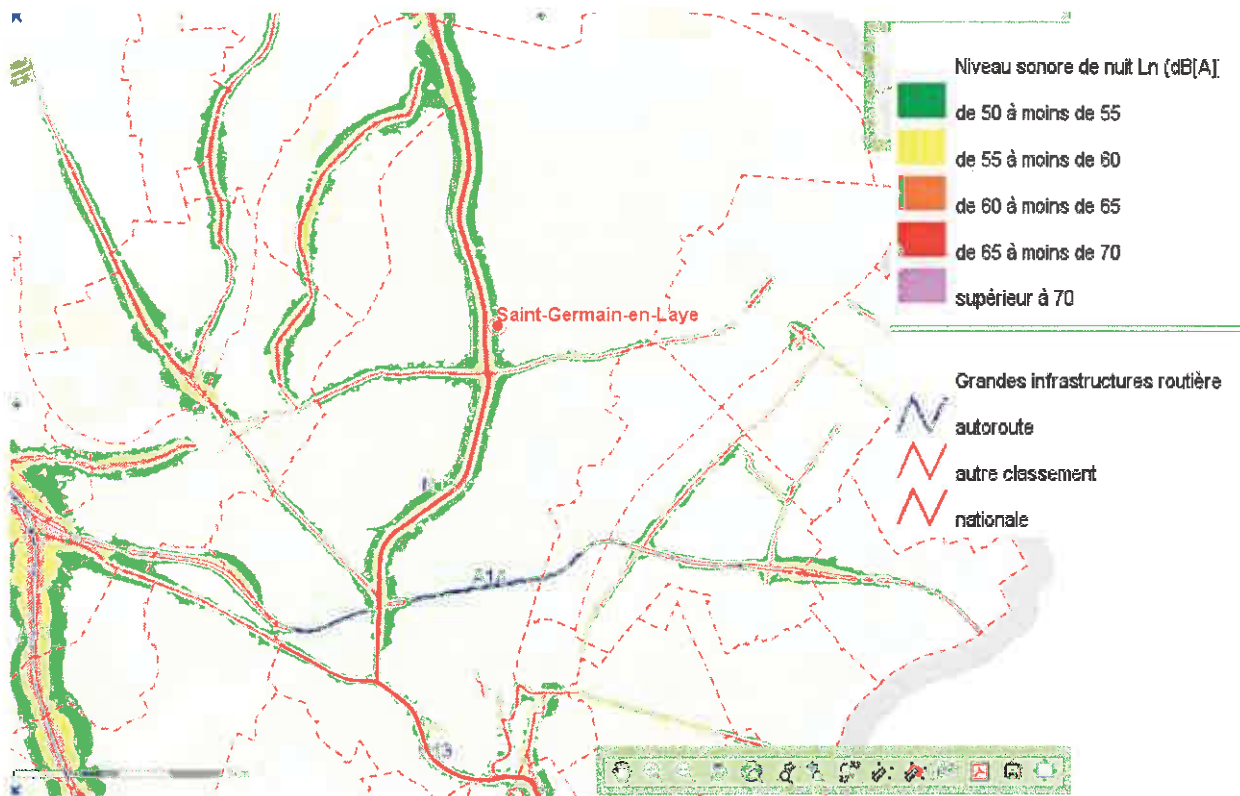 Niveau sonore de nuit Ln (dB[A]
de 50 à moins de 55
de 55 à moins de 60
de 60 à moins de 65
de 65 à moins de 70
supérieur à 70
Saint-Germain-en-Laye
Grandes infrastructures routière
autoroute
autre classement
nationale